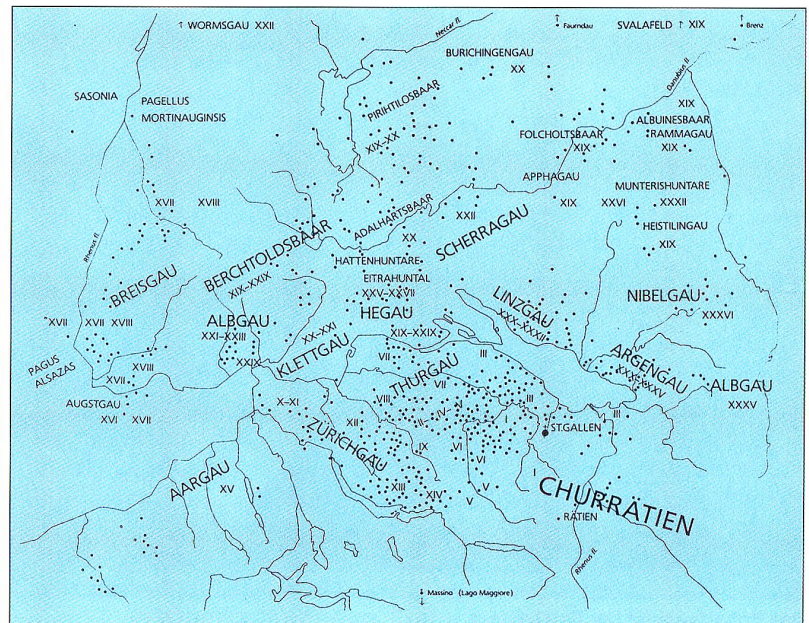 ↑ WORMSGAU XXII
Neccar fl.
Faurndau
SVALAFELD ↑ XIX
Brenz
BURICHINGENGAU
XX
Danubius fl.
SASONIA
PAGELLUS
MORTINAUGINSIS
PIRIHTILOSBAAR
XIX–XX
XIX
ALBUINESBAAR
FOLCHOLTSBAAR
RAMMAGAU
XIX
XIX
APPHAGAU
MUNTERISHUNTARE
XVII
XVIII
ADALHARTSBAAR
XXII
XIX
XXVI
XXXII
HEISTILINGAU
XIX
Rhenus fl.
BERCHTOLDSBAAR
XIX–XXIX
XX
SCHERRAGAU
HATTENHUNTARE
EITRAHUNTAL
XXV–XXVII
BREISGAU
HEGAU
LINZGAU
XXX–XXXII
NIBELGAU
XXXVI
XVII
XVII
XVIII
ALBGAU
XXI–XXIII
XX–XXI
XIX–XXIX
KLETTGAU
VII
III
PAGUS
ALSAZAS
XVIII
XXIX
XVII
THURGAU
VII
ARGENGAU
XXX–XXXV
ALBGAU
XXXV
AUGSTGAU
XVI
XVII
X–XI
VIII
III
XII
II
IV–V
I
III
ST.GALLEN
ZÜRICHGAU
IX
VI
VI
I
AARGAU
XV
XIII
XIV
V
V
CHURRÄTIEN
RÄTIEN
Rhenus fl.
Massino (Lago Maggiore)